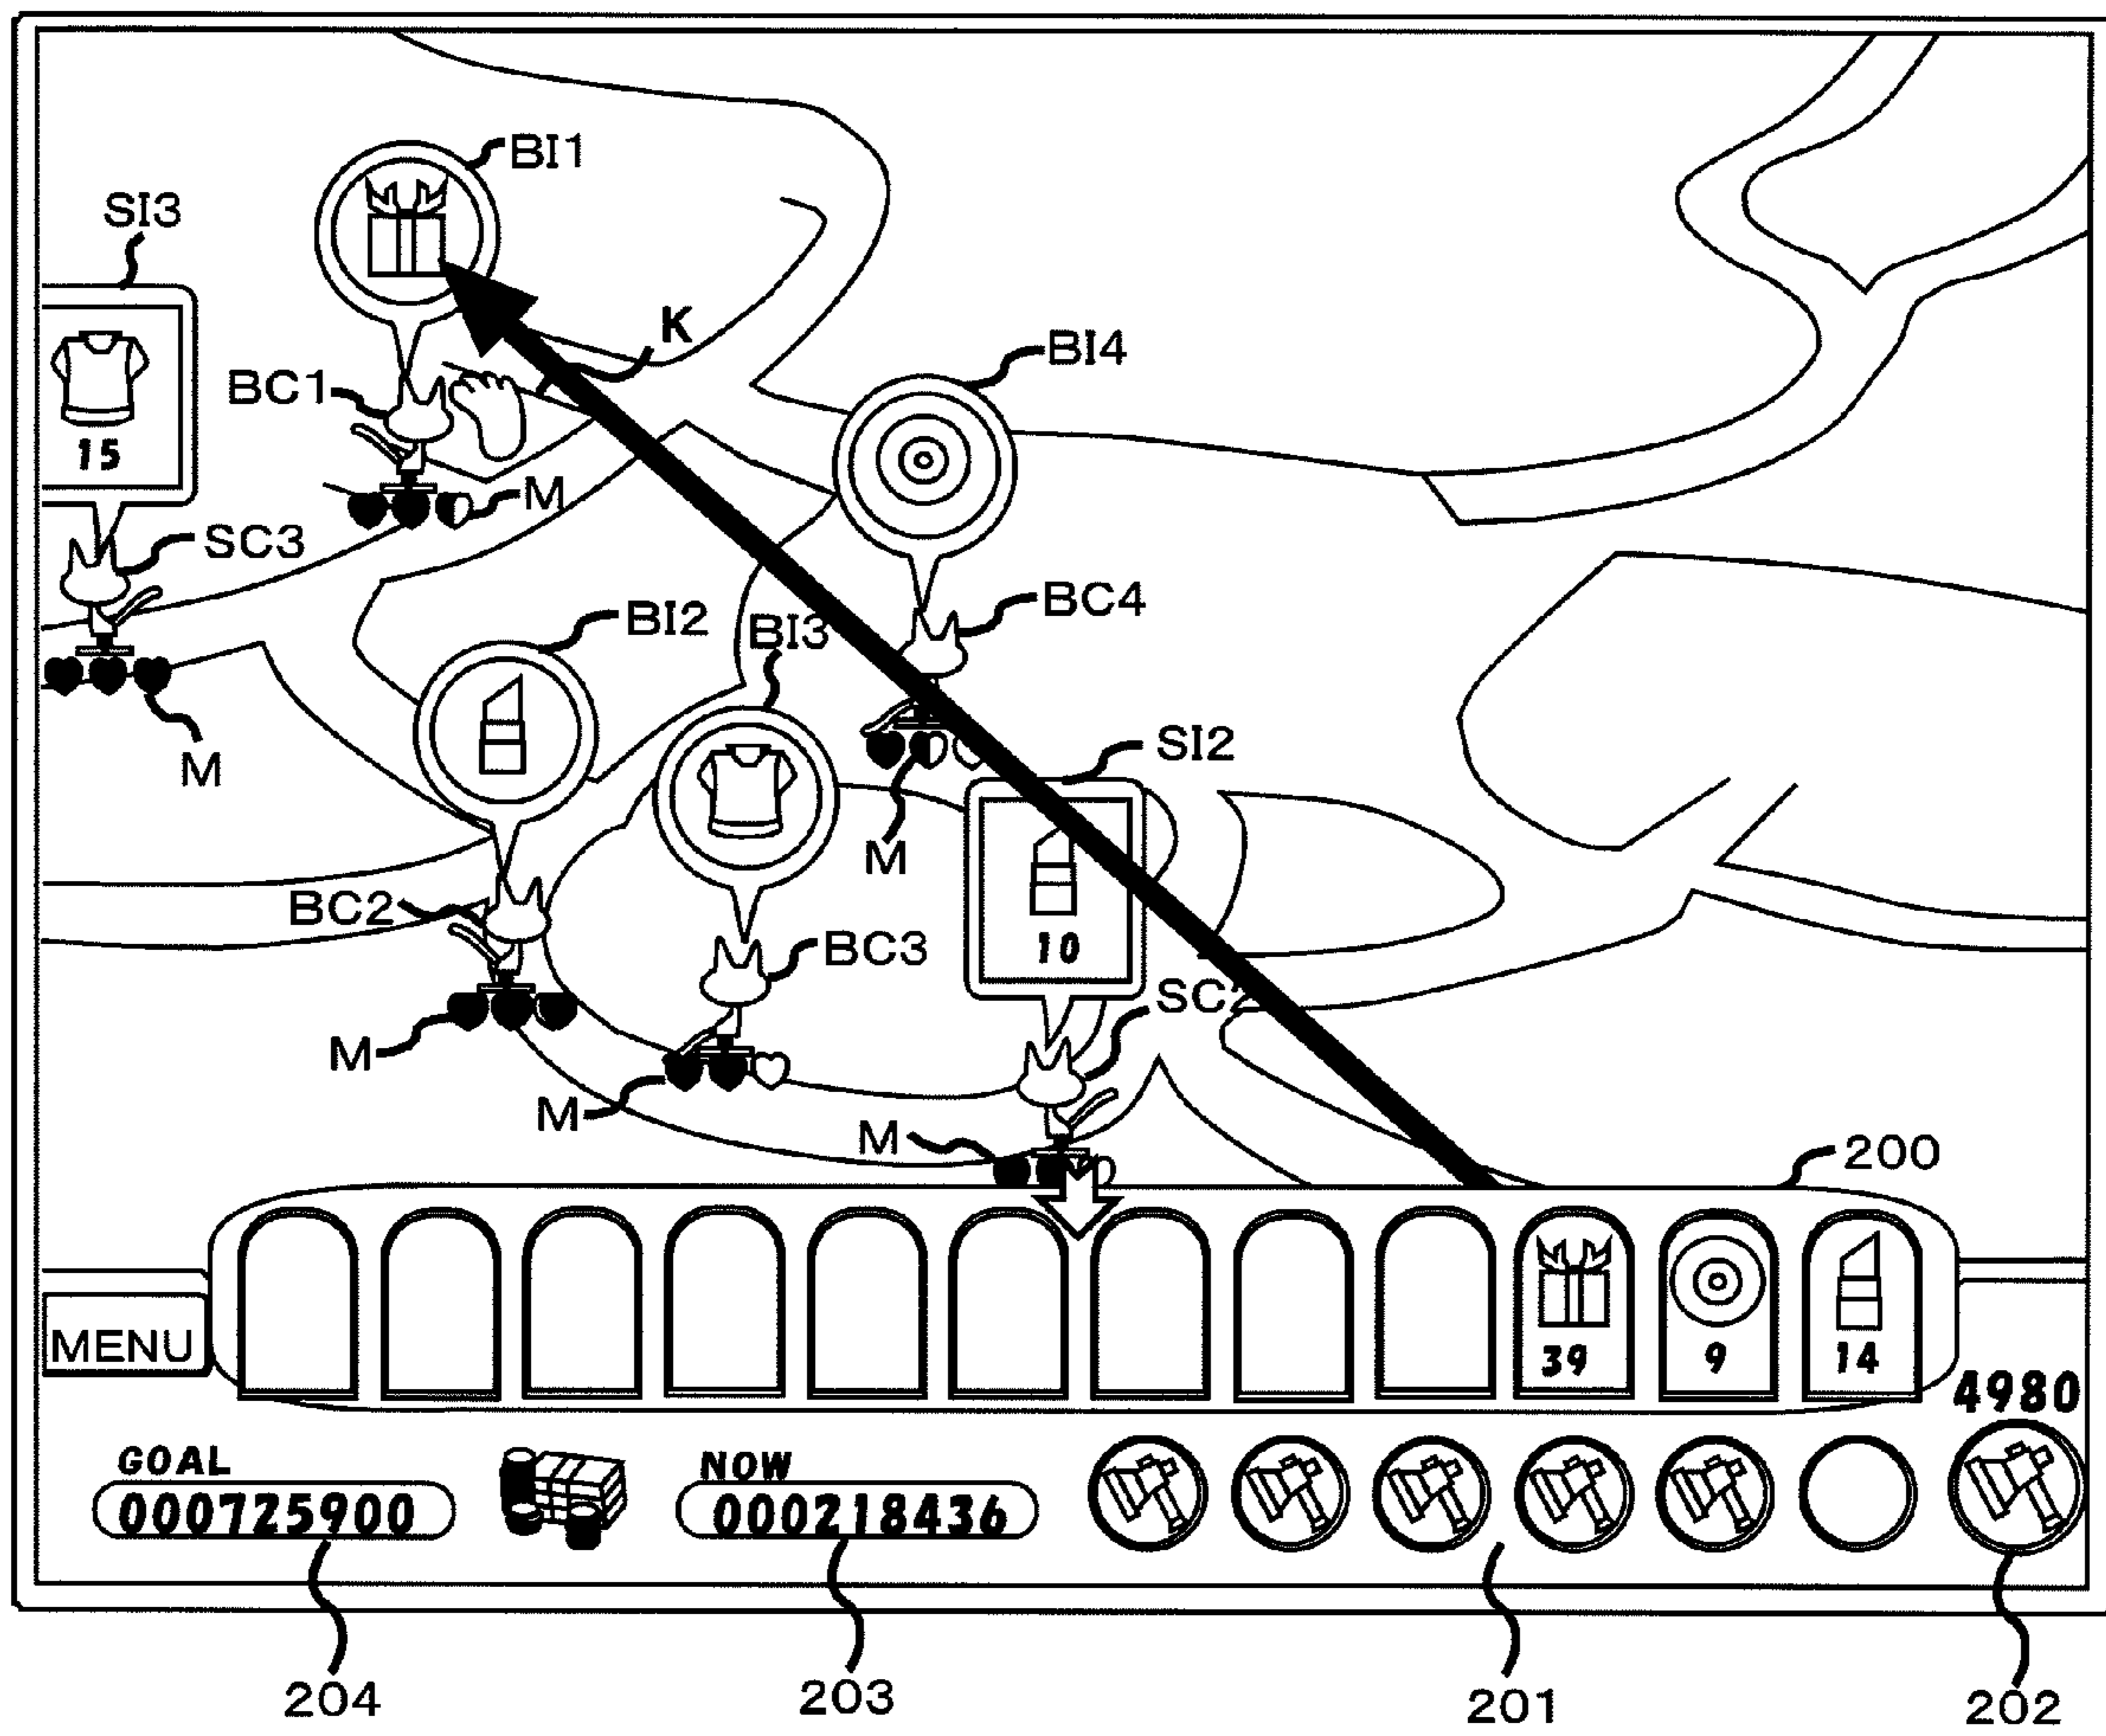 BI1
SI3
K
BI4
BC1
15
M
SC3
BC4
BI2
BI3
SI2
M
M
BC2
BC3
10
SC2
M
M
M
200
MENU
39
9
14
4980
GOAL
NOW
000725900
000218436
204
203
201
202